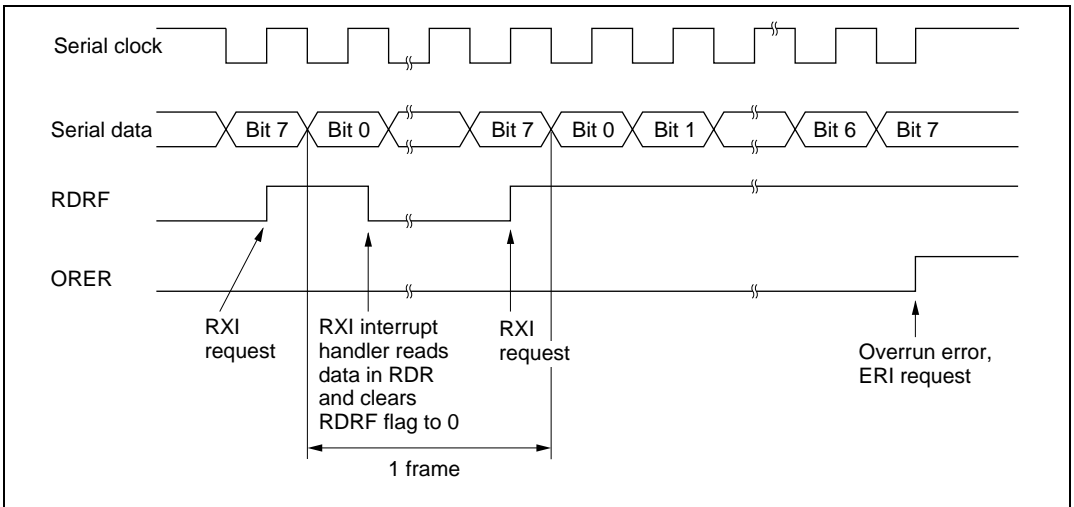 Serial clock
Serial data
Bit 7 Bit 0 Bit 7 Bit 0 Bit 1 Bit 6 Bit 7
RDRF
ORER
RXI
request
RXI interrupt
handler reads
data in RDR
and clears
RDRF flag to 0
RXI
request
Overrun error,
ERI request
1 frame